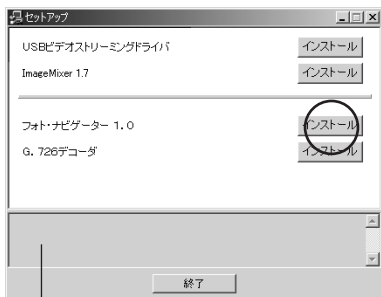 セットアップ
USBビデオストリーミングドライバ インストール
ImageMixer 1.7 インストール
フォト・ナビゲーター 1.0 インストール
G. 726デコーダ インストール
終了